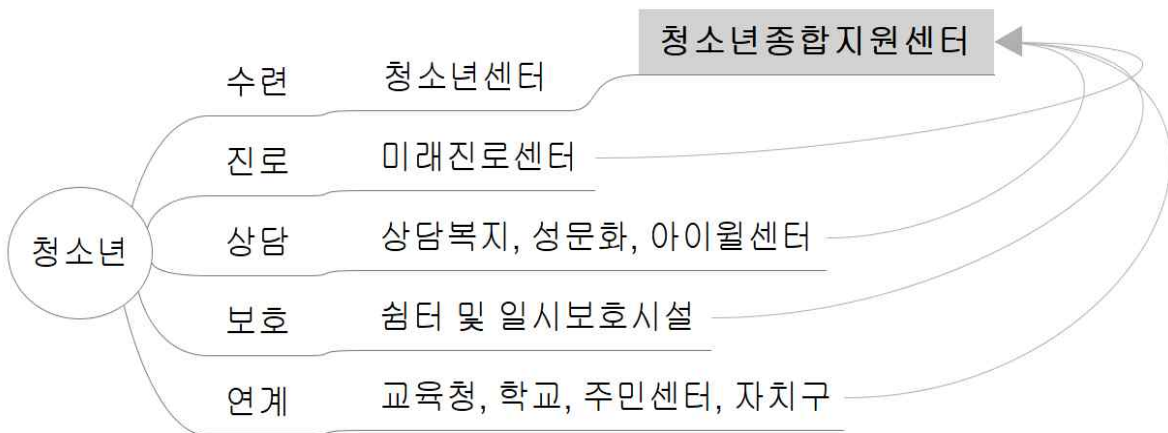 청소년종합지원센터
수련 청소년센터
진로 미래진로센터
청소년
상담 상담복지, 성문화, 아이윌센터
보호 쉼터 및 일시보호시설
연계 교육청, 학교, 주민센터, 자치구